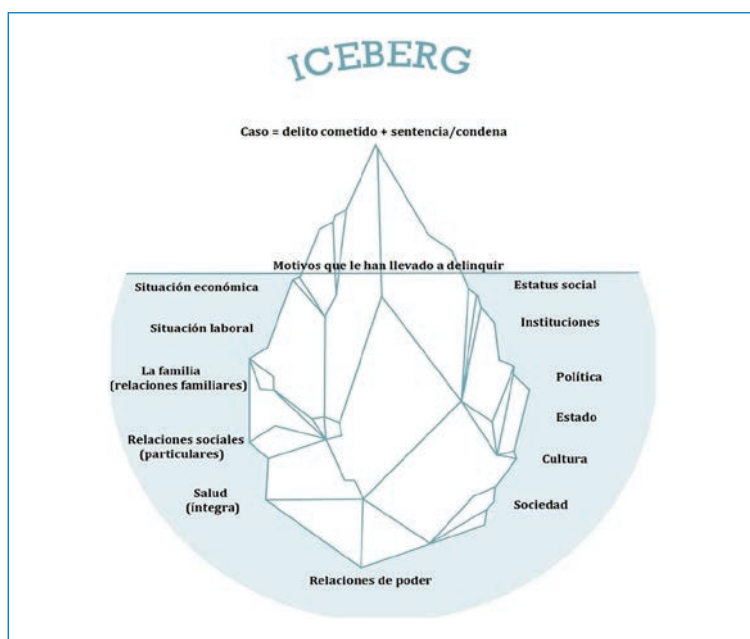 ICEBERG
Caso = delito cometido + sentencia/condena
Motivos que le han llevado a delinquir
Situación económica
Situación laboral
La familia
(relaciones familiares)
Relaciones sociales
(particulares)
Salud
(íntegra)
Estatus social
Instituciones
Política
Estado
Cultura
Sociedad
Relaciones de poder